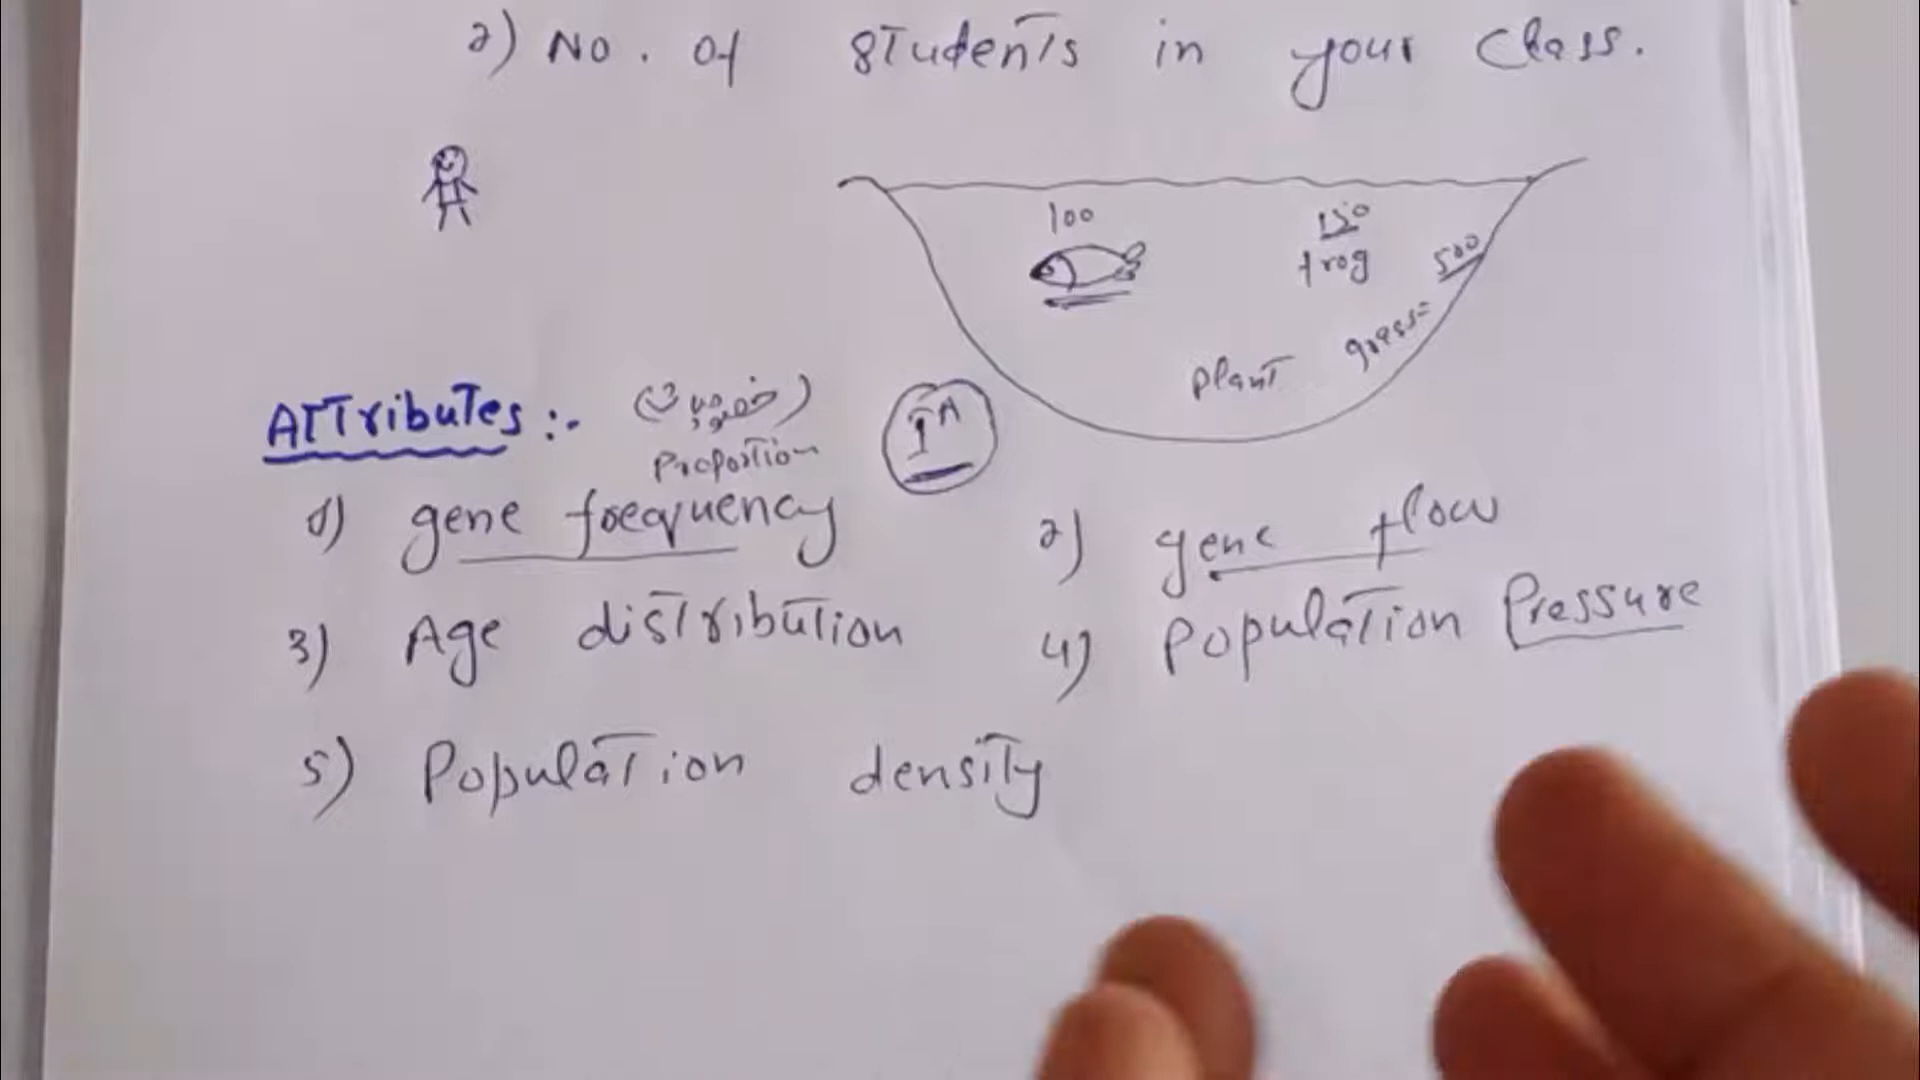 2) No. of students in your class.
100
150
frog
500
grass=
plant
Attributes :- (خصوصیات)
Proportion
I^A
1) gene frequency
2) gene flow
3) Age distribution
4) Population Pressure
5) Population density